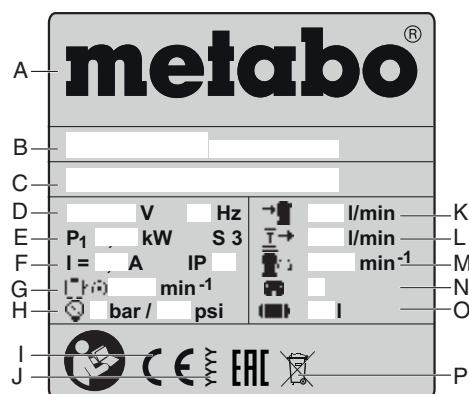 A metabo ®
B
C
D V Hz
E P1 kW S 3
F I = A IP
G min-1
H bar / psi
l/min K
l/min L
min-1 M
N
l O
I CE EAC
J P